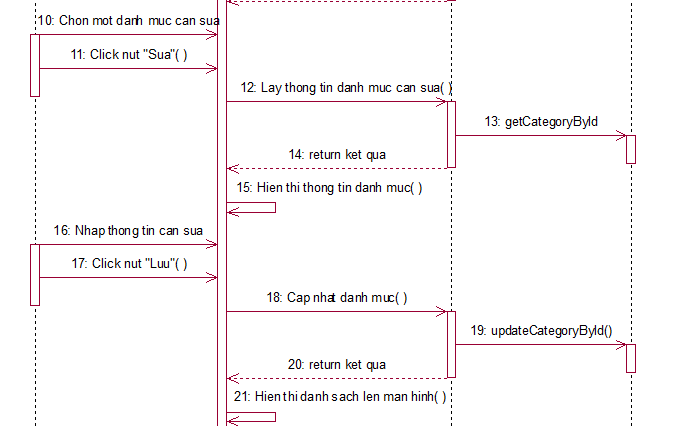 10: Chon mot danh muc can sua
11: Click nut "Sua"( )
12: Lay thong tin danh muc can sua( )
13: getCategoryById
14: return ket qua
15: Hien thi thong tin danh muc( )
16: Nhap thong tin can sua
17: Click nut "Luu"( )
18: Cap nhat danh muc( )
19: updateCategoryById()
20: return ket qua
21: Hien thi danh sach len man hinh( )